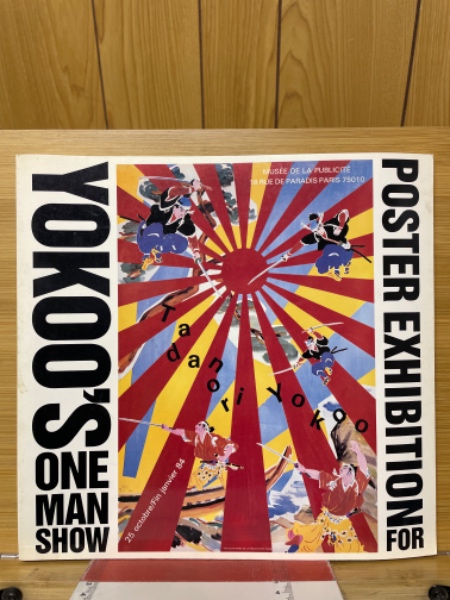 YOKOO'S
ONE
MAN
SHOW
MUSÉE DE LA PUBLICITÉ
18 RUE DE PARADIS PARIS 75010
Tadanori Yokoo
25 octobre/Fin janvier 84
POSTER EXHIBITION
FOR